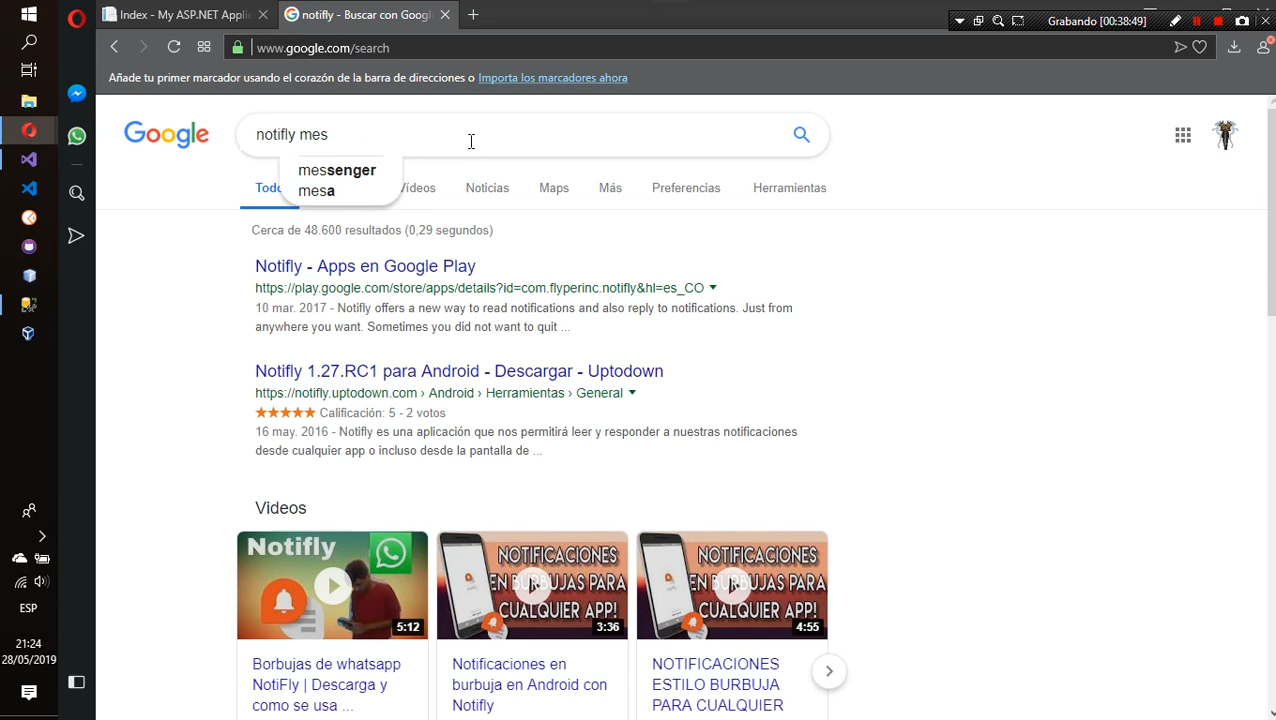 Index - My ASP.NET Applic
notifly - Buscar con Googl
Grabando [00:38:49]
www.google.com/search
Añade tu primer marcador usando el corazón de la barra de direcciones o Importa los marcadores ahora
Google
notifly mes
messenger
mesa
Todo
Vídeos
Noticias
Maps
Más
Preferencias
Herramientas
Cerca de 48.600 resultados (0,29 segundos)
Notifly - Apps en Google Play
https://play.google.com/store/apps/details?id=com.flyperinc.notifly&hl=es_CO
10 mar. 2017 - Notifly offers a new way to read notifications and also reply to notifications. Just from
anywhere you want. Sometimes you did not want to quit ...
Notifly 1.27.RC1 para Android - Descargar - Uptodown
https://notifly.uptodown.com › Android › Herramientas › General
Calificación: 5 - 2 votos
16 may. 2016 - Notifly es una aplicación que nos permitirá leer y responder a nuestras notificaciones
desde cualquier app o incluso desde la pantalla de ...
Videos
Notifly
5:12
NOTIFICACIONES
EN BURBUJAS PARA
CUALQUIER APP!
3:36
NOTIFICACIONES
EN BURBUJAS PARA
CUALQUIER APP!
4:55
Borbujas de whatsapp
NotiFly | Descarga y
como se usa ...
Notificaciones en
burbuja en Android con
Notifly
NOTIFICACIONES
ESTILO BURBUJA
PARA CUALQUIER
ESP
21:24
28/05/2019